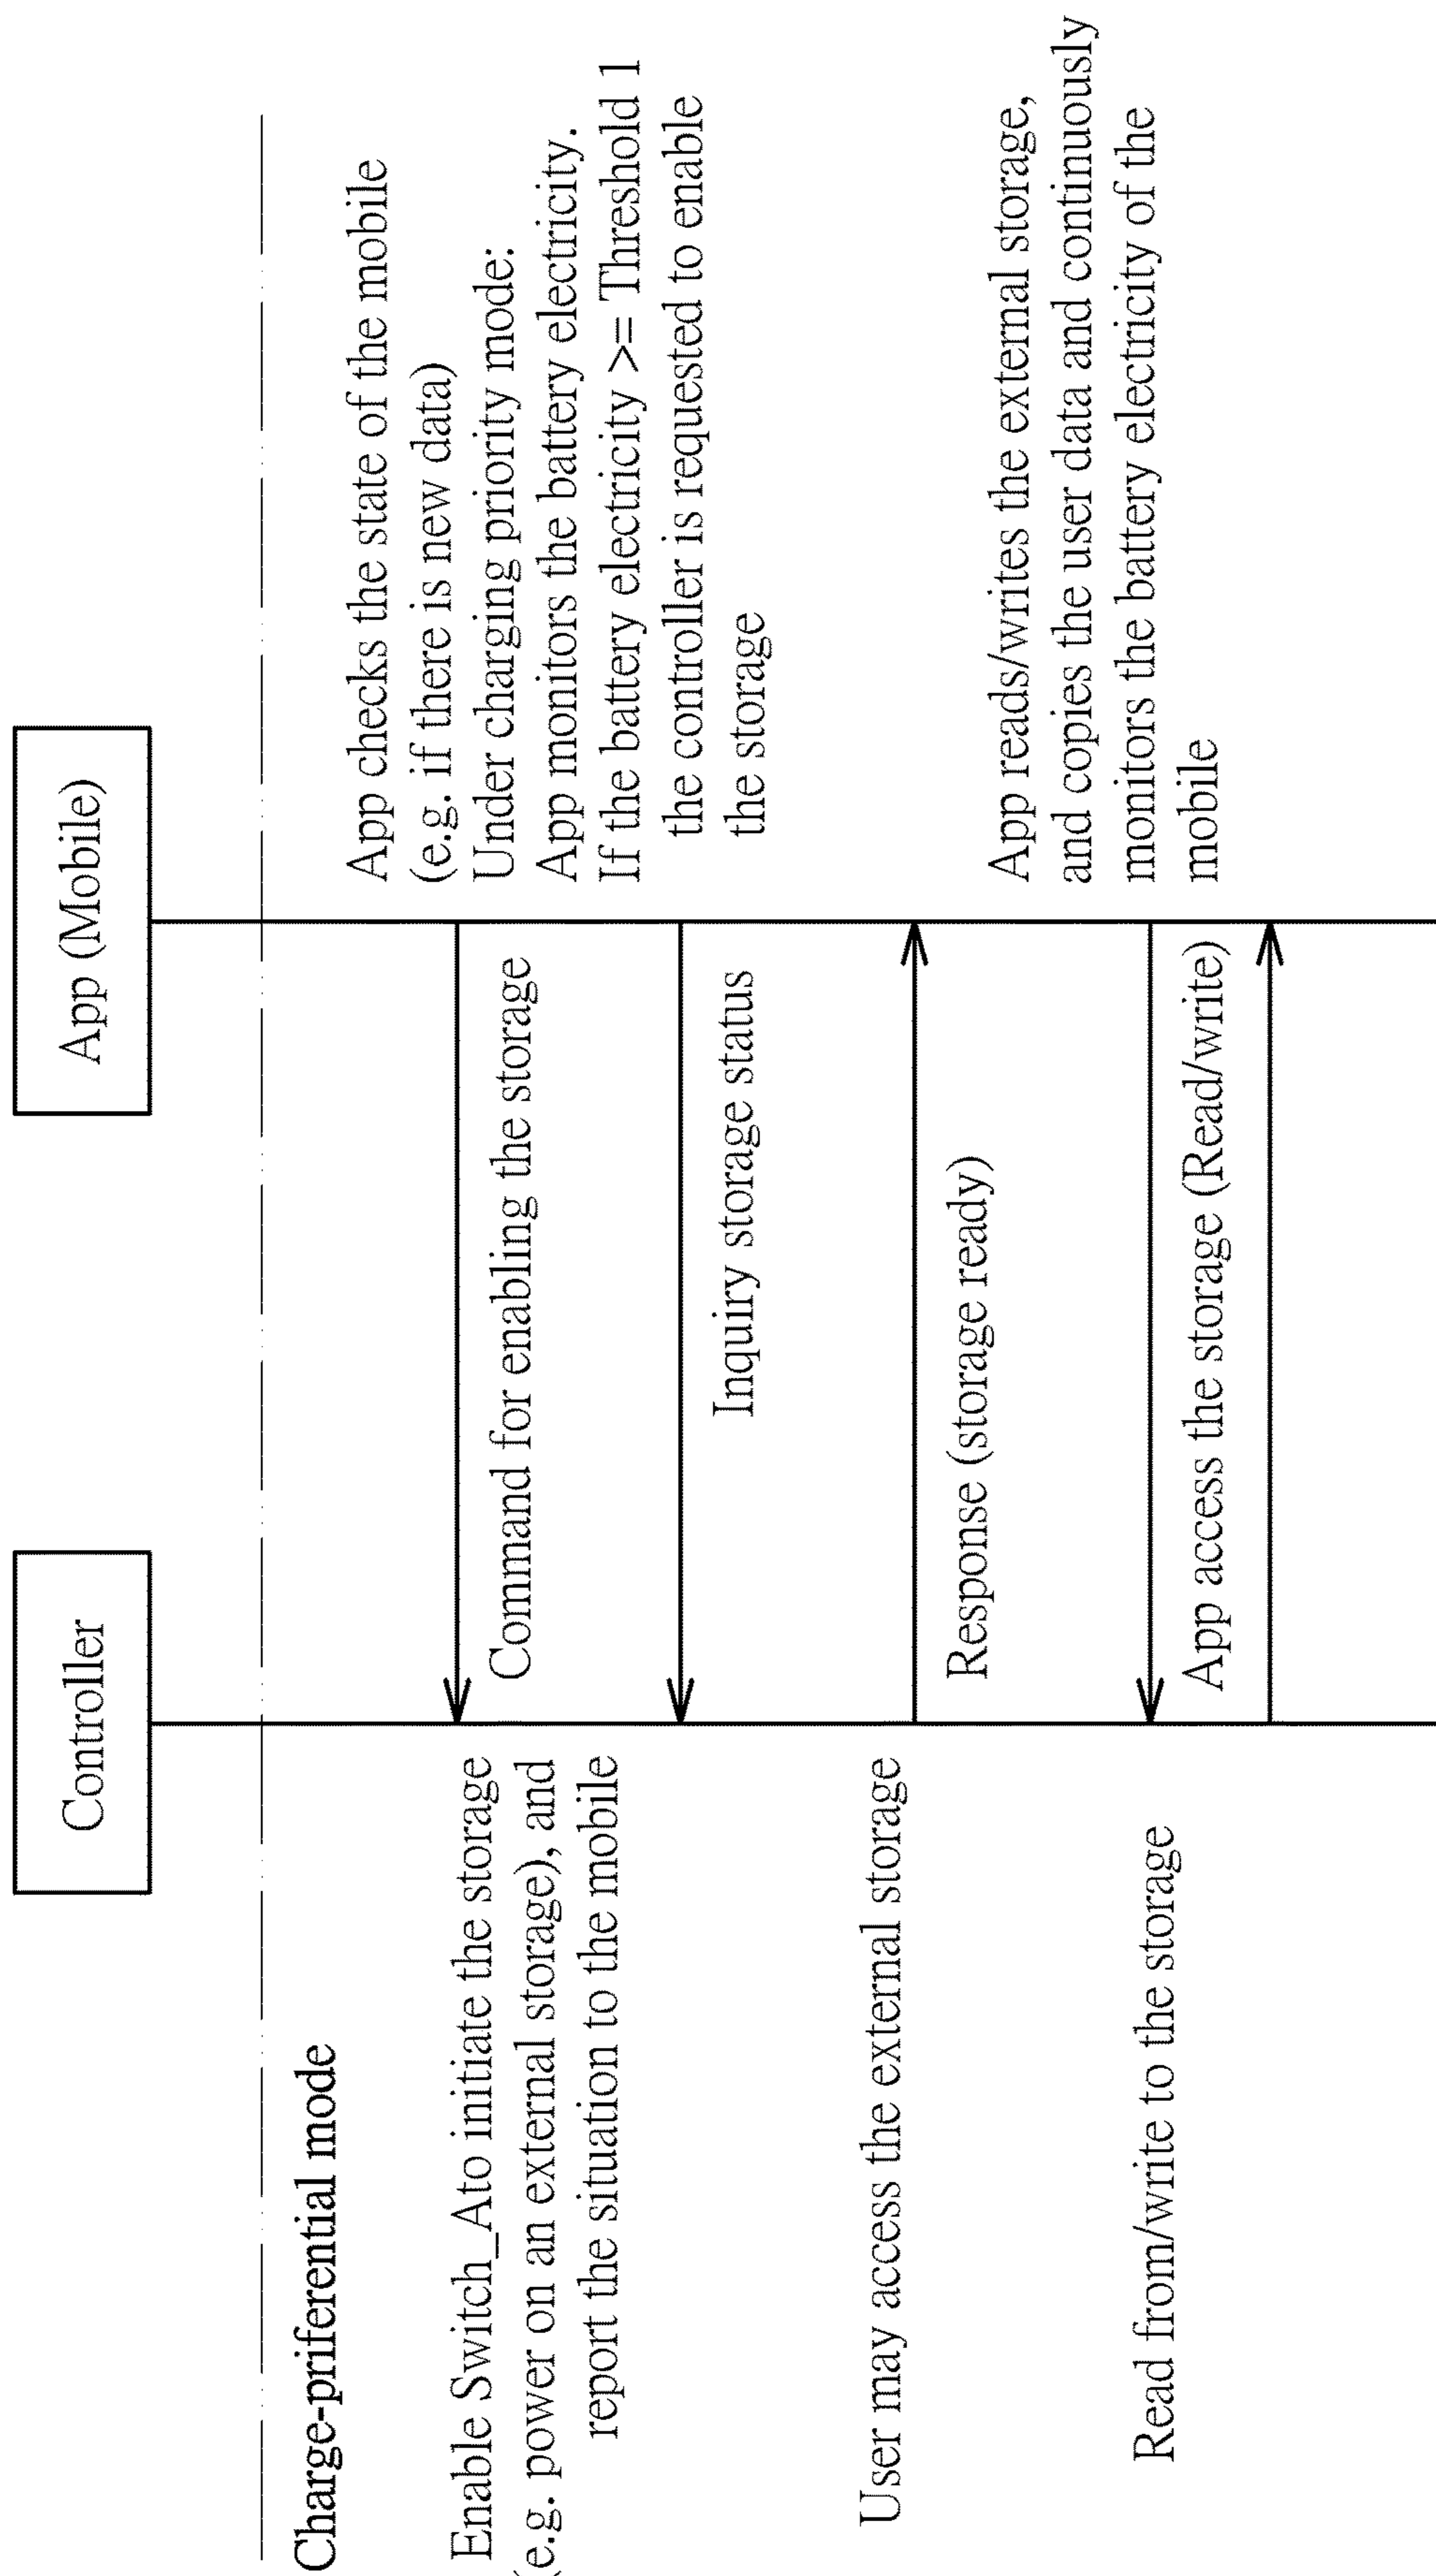 Controller
App (Mobile)
Charge-priferential mode
App checks the state of the mobile
(e.g. if there is new data)
Under charging priority mode:
App monitors the battery electricity.
If the battery electricity >= Threshold 1
the controller is requested to enable
the storage
Enable Switch_Ato initiate the storage
(e.g. power on an external storage), and
report the situation to the mobile
Command for enabling the storage
Inquiry storage status
User may access the external storage
Response (storage ready)
App reads/writes the external storage,
and copies the user data and continuously
monitors the battery electricity of the
mobile
Read from/write to the storage
App access the storage (Read/write)